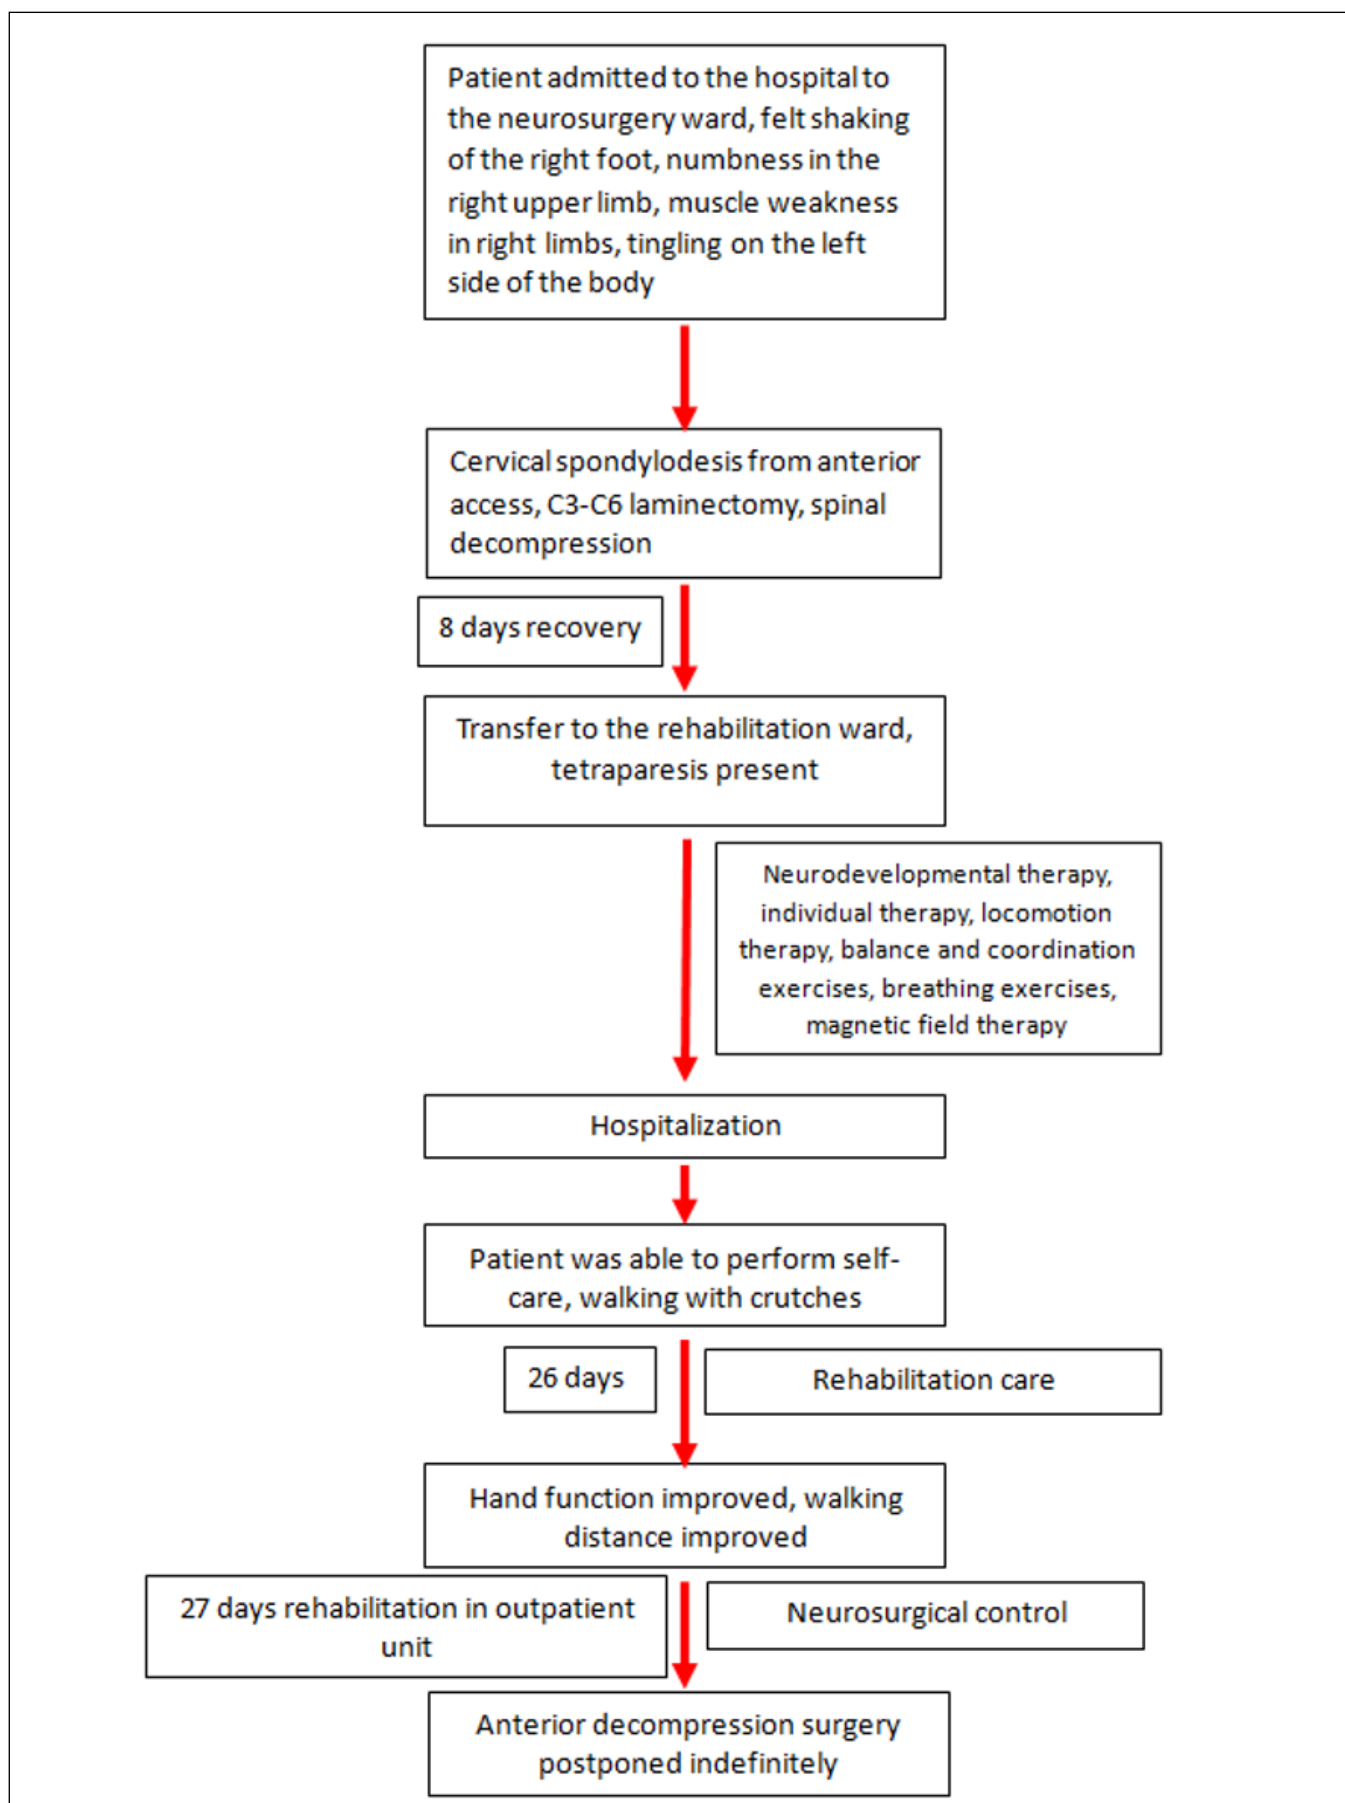 Patient admitted to the hospital to
the neurosurgery ward, felt shaking
of the right foot, numbness in the
right upper limb, muscle weakness
in right limbs, tingling on the left
side of the body
Cervical spondylodesis from anterior
access, C3-C6 laminectomy, spinal
decompression
8 days recovery
Transfer to the rehabilitation ward,
tetraparesis present
Neurodevelopmental therapy,
individual therapy, locomotion
therapy, balance and coordination
exercises, breathing exercises,
magnetic field therapy
Hospitalization
Patient was able to perform self-
care, walking with crutches
26 days
Rehabilitation care
Hand function improved, walking
distance improved
27 days rehabilitation in outpatient
unit
Neurosurgical control
Anterior decompression surgery
postponed indefinitely